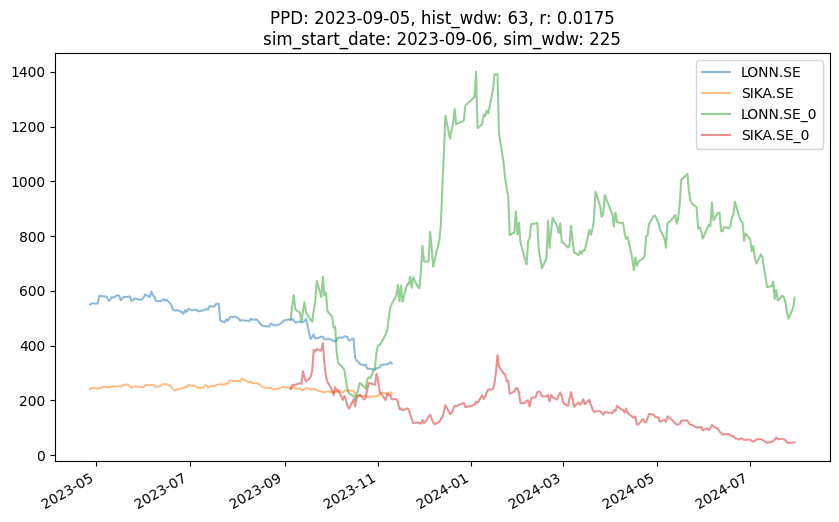 PPD: 2023-09-05, hist_wdw: 63, r: 0.0175
sim_start_date: 2023-09-06, sim_wdw: 225
1400
1200
1000
800
600
400
200
0
LONN.SE
SIKA.SE
LONN.SE_0
SIKA.SE_0
2023-05
2023-07
2023-09
2023-11
2024-01
2024-03
2024-05
2024-07